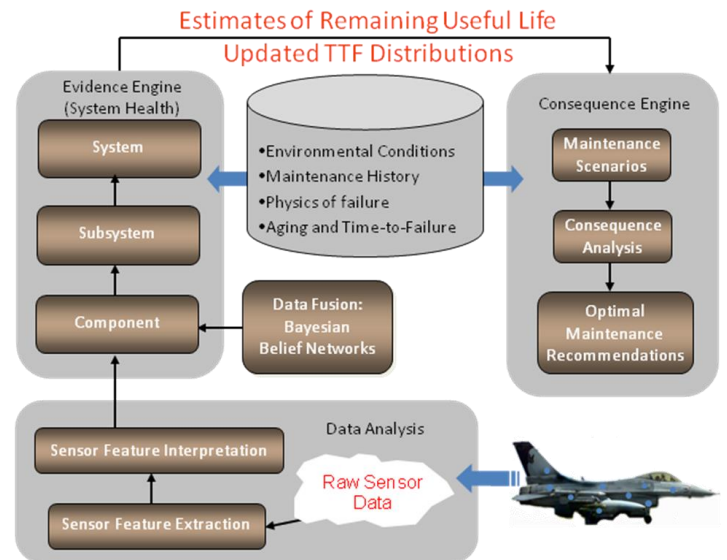 Estimates of Remaining Useful Life
Updated TTF Distributions
Evidence Engine
(System Health)
System
Subsystem
Component
•Environmental Conditions
•Maintenance History
•Physics of failure
•Aging and Time-to-Failure
Data Fusion:
Bayesian
Belief Networks
Consequence Engine
Maintenance
Scenarios
Consequence
Analysis
Optimal
Maintenance
Recommendations
Data Analysis
Sensor Feature Interpretation
Raw Sensor
Data
Sensor Feature Extraction